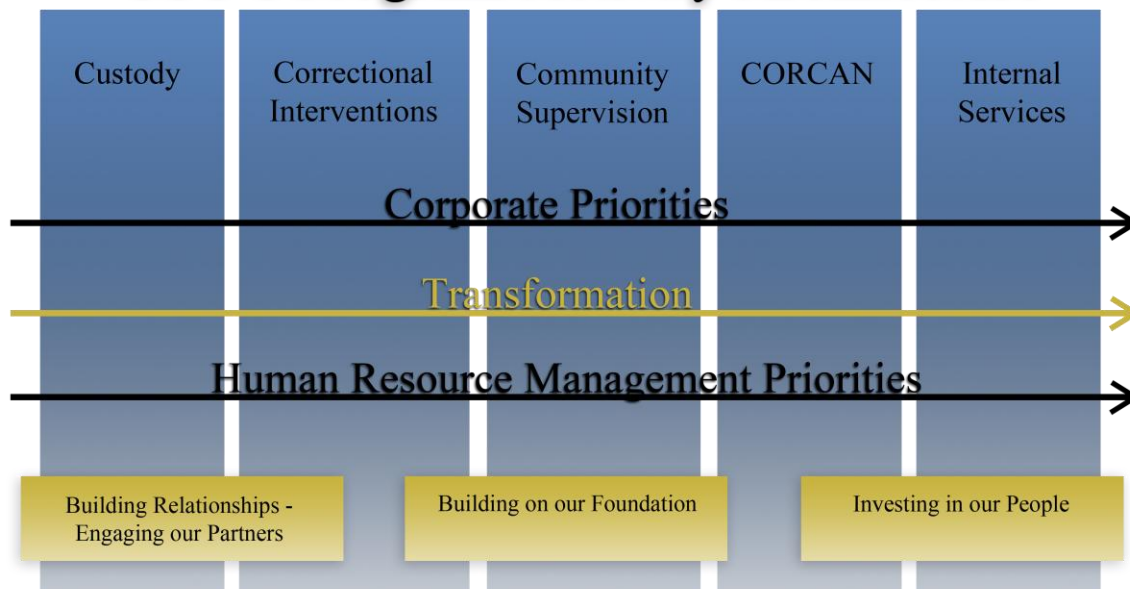 Custody
Correctional
Interventions
Community
Supervision
CORCAN
Internal
Services
Corporate Priorities
Transformation
Human Resource Management Priorities
Building Relationships -
Engaging our Partners
Building on our Foundation
Investing in our People